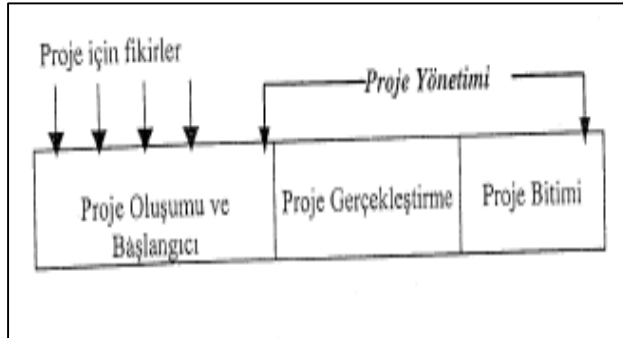 Proje için fikirler
Proje Yönetimi
Proje Oluşumu ve
Başlangıcı
Proje Gerçekleştirme
Proje Bitimi